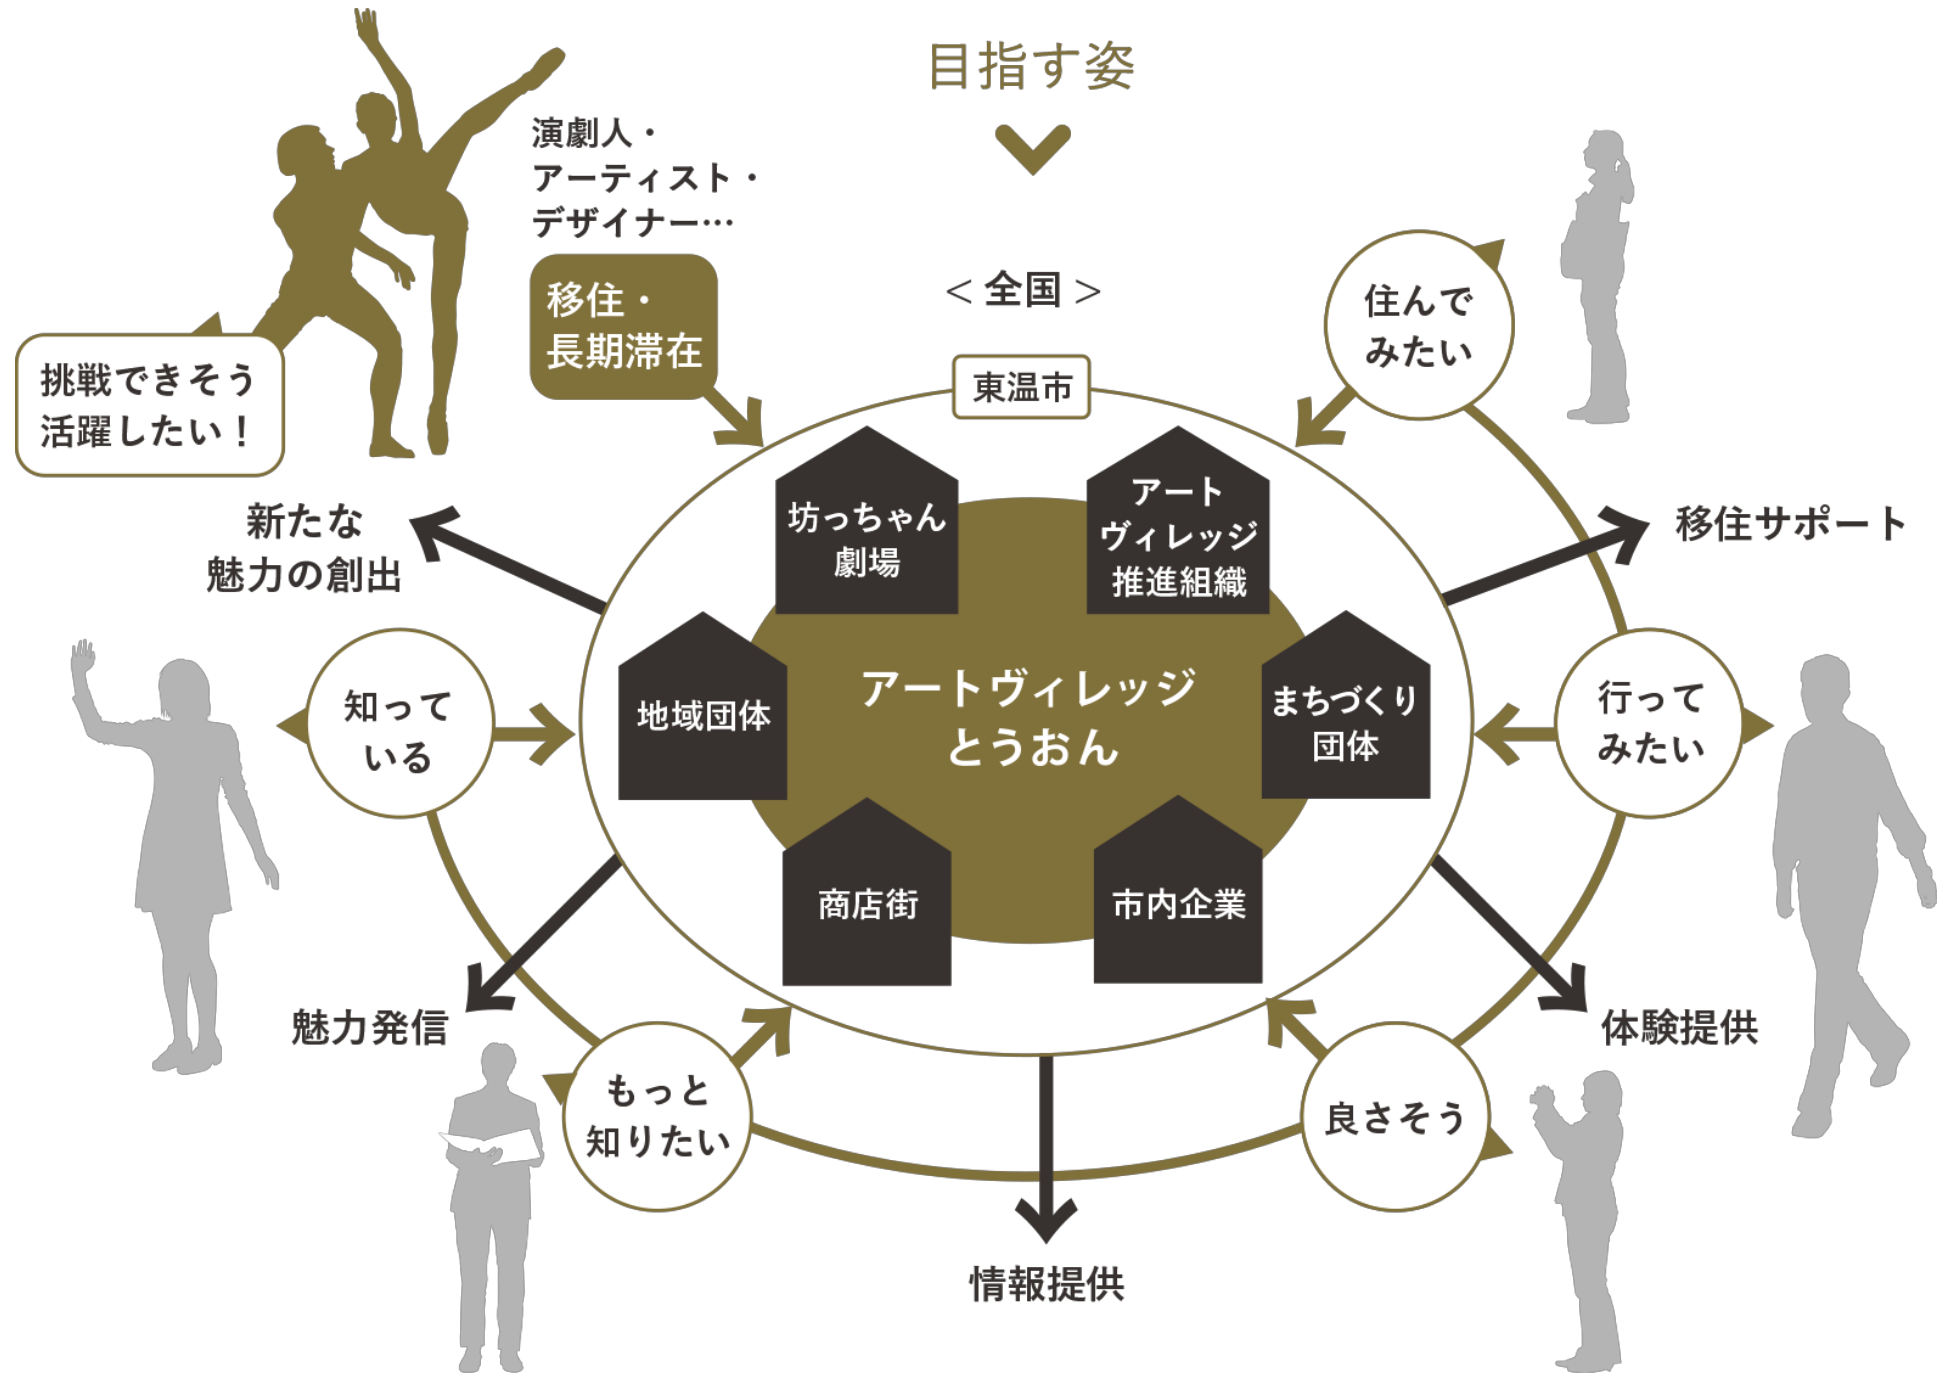 目指す姿
演劇人・
アーティスト・
デザイナー…
移住・
長期滞在
<全国>
東温市
住んで
みたい
挑戦できそう
活躍したい！
新たな
魅力の創出
坊っちゃん
劇場
アート
ヴィレッジ
推進組織
移住サポート
知って
いる
地域団体
アートヴィレッジ
とうおん
まちづくり
団体
行って
みたい
商店街
市内企業
魅力発信
体験提供
もっと
知りたい
良さそう
情報提供